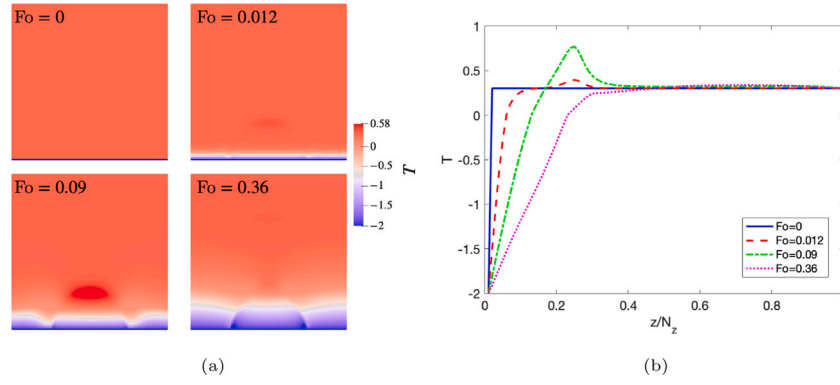 Fo = 0
Fo = 0.012
0.58
0
−0.5
−1
−1.5
−2
T
Fo = 0.09
Fo = 0.36
(a)
1
0.5
0
-0.5
-1
-1.5
-2
T
0
0.2
0.4
0.6
0.8
z/Nz
Fo=0
Fo=0.012
Fo=0.09
Fo=0.36
(b)